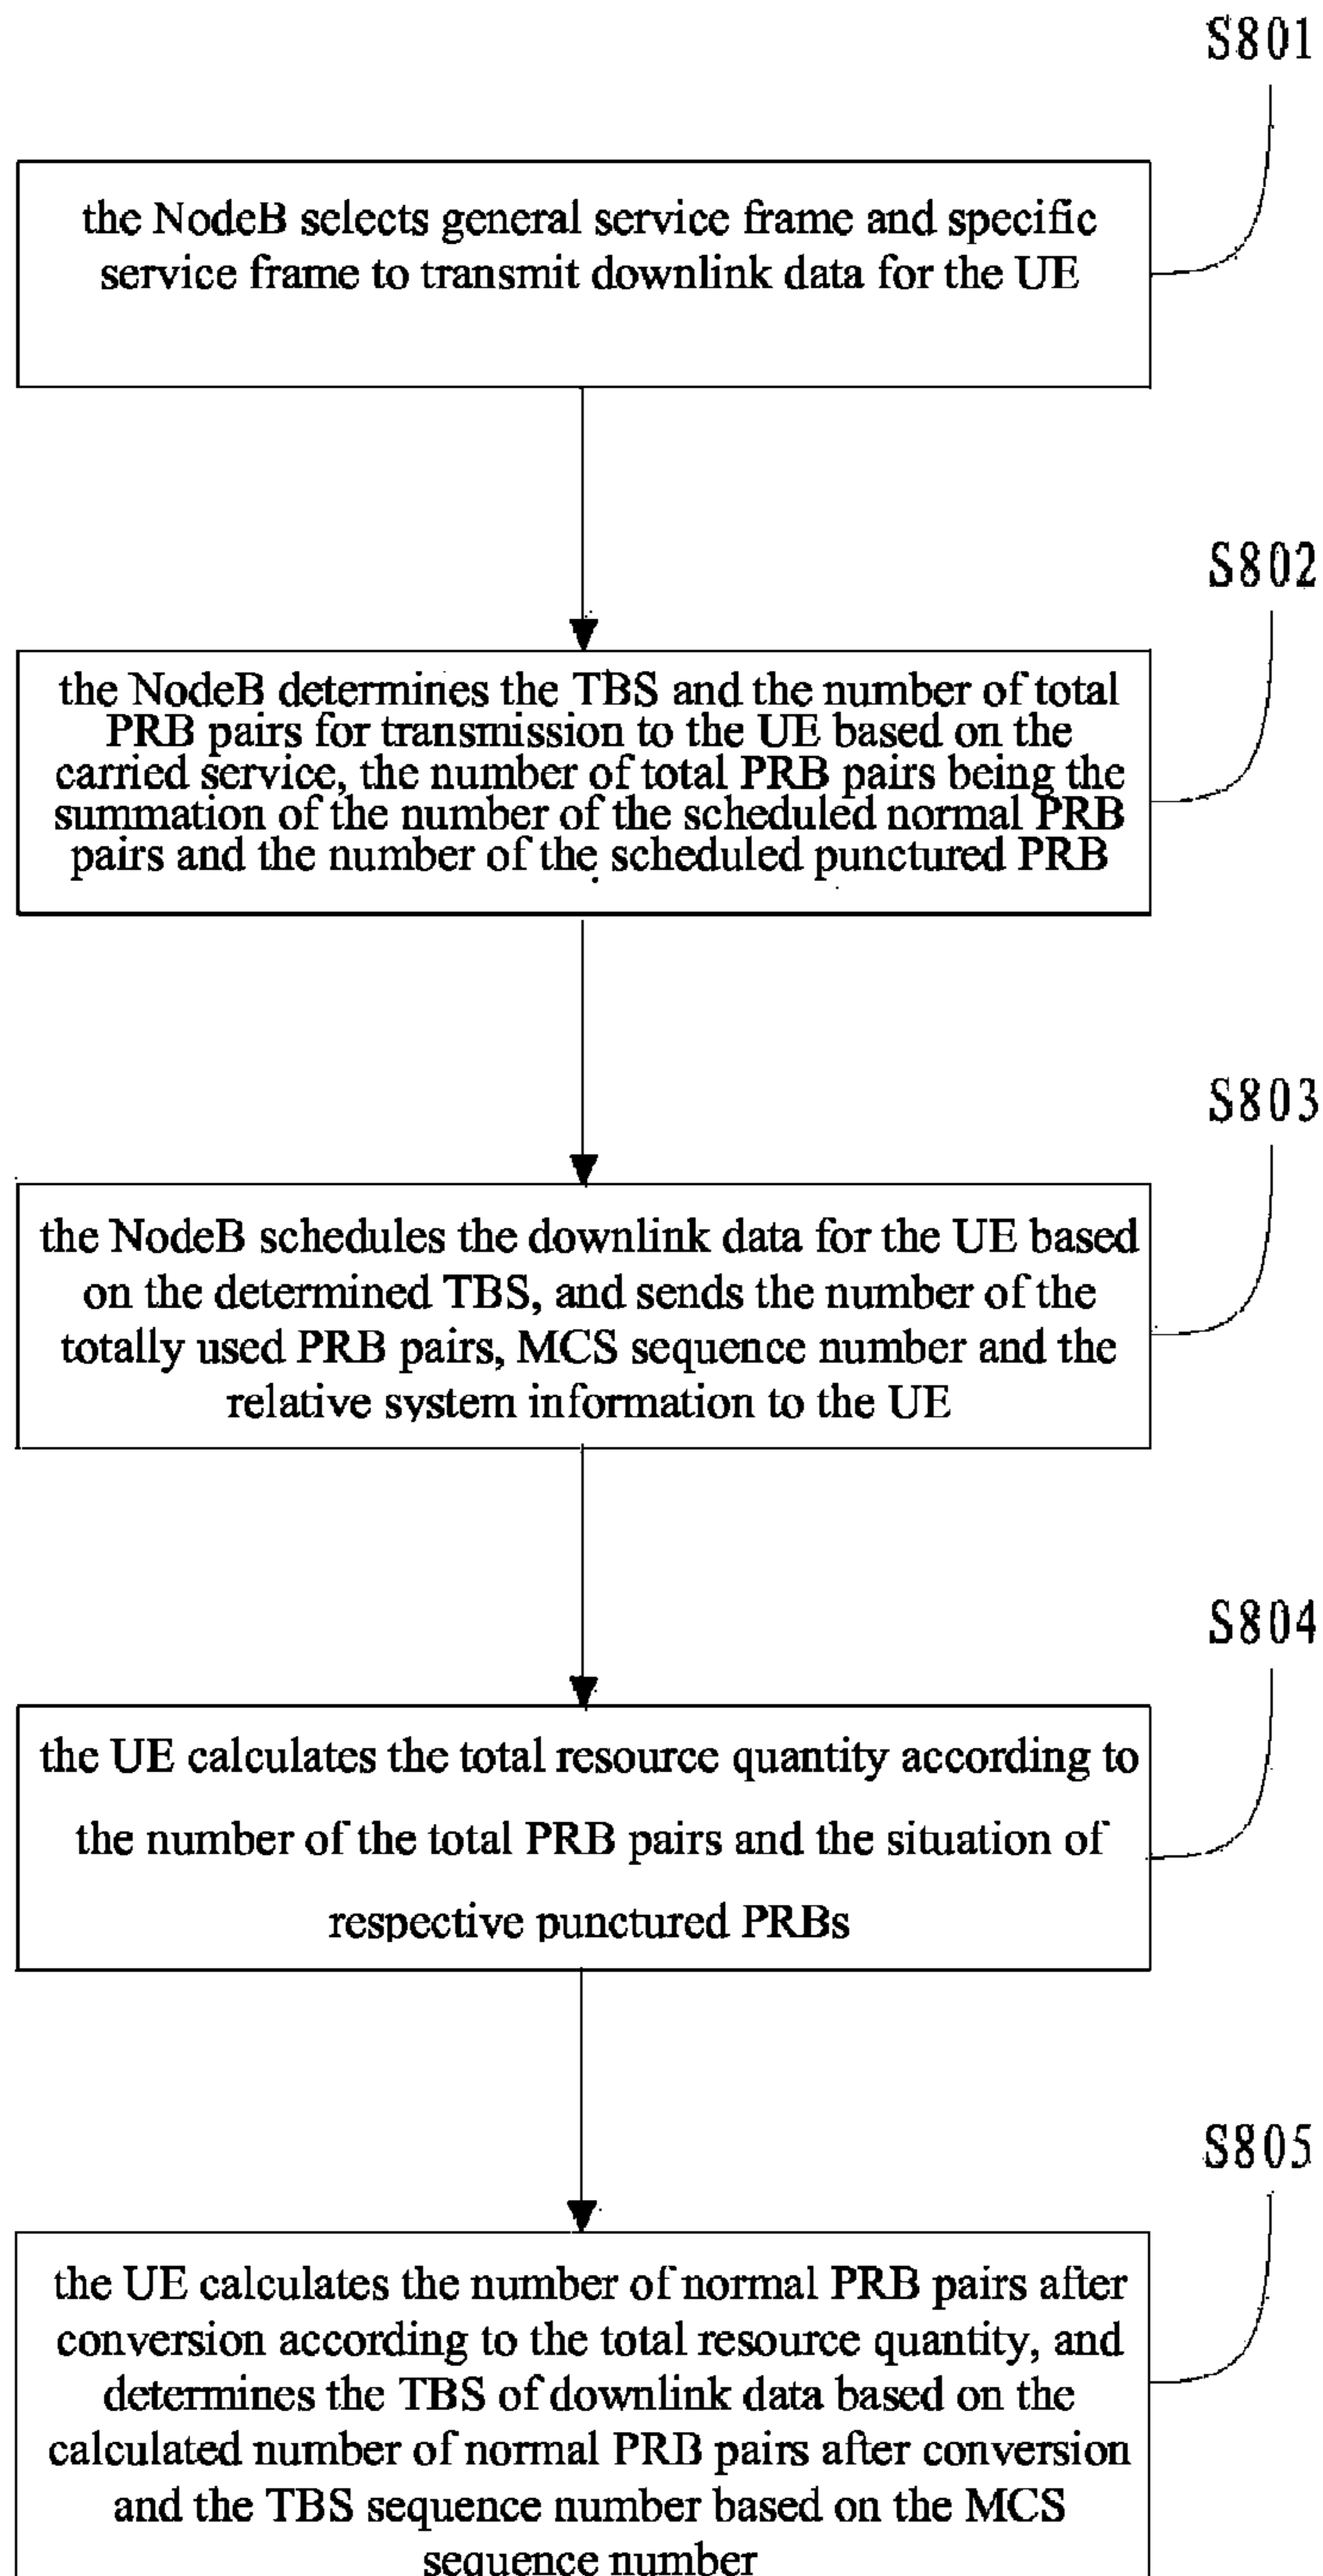 S801
the NodeB selects general service frame and specific
service frame to transmit downlink data for the UE
S802
the NodeB determines the TBS and the number of total
PRB pairs for transmission to the UE based on the
carried service, the number of total PRB pairs being the
summation of the number of the scheduled normal PRB
pairs and the number of the scheduled punctured PRB
S803
the NodeB schedules the downlink data for the UE based
on the determined TBS, and sends the number of the
totally used PRB pairs, MCS sequence number and the
relative system information to the UE
S804
the UE calculates the total resource quantity according to
the number of the total PRB pairs and the situation of
respective punctured PRBs
S805
the UE calculates the number of normal PRB pairs after
conversion according to the total resource quantity, and
determines the TBS of downlink data based on the
calculated number of normal PRB pairs after conversion
and the TBS sequence number based on the MCS
sequence number